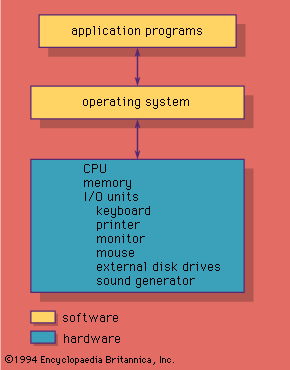 application programs
operating system
CPU
memory
I/O units
keyboard
printer
monitor
mouse
external disk drives
sound generator
software
hardware
©1994 Encyclopaedia Britannica, Inc.